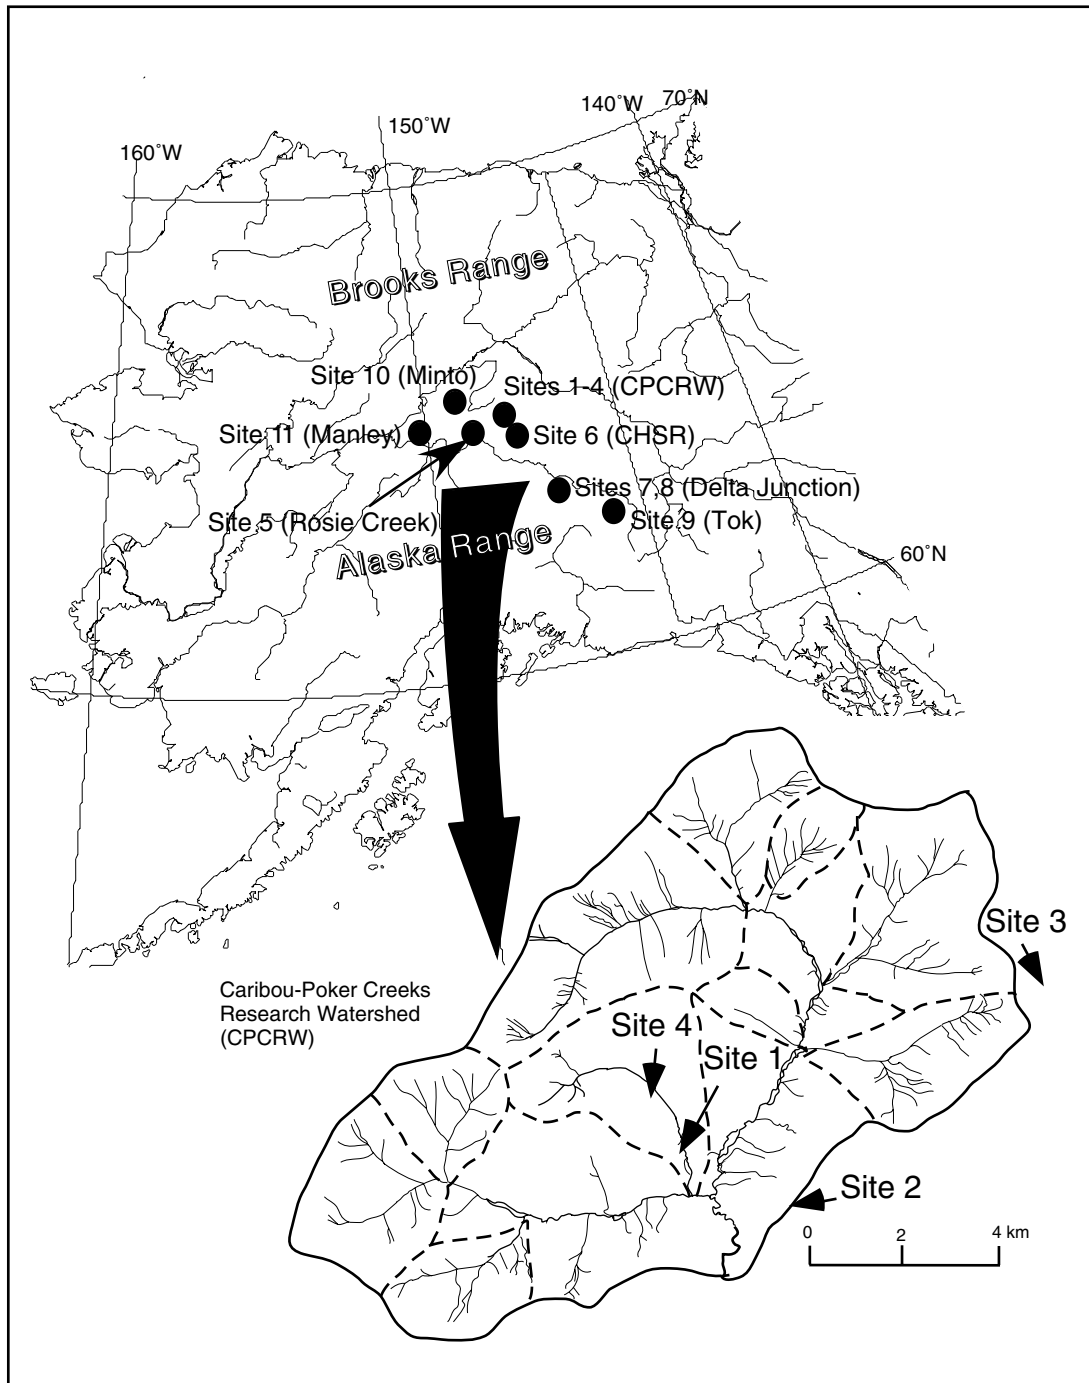 140°W
70°N
150°W
160°W
Brooks Range
Site 10 (Minto)
Sites 1-4 (CPCRW)
Site 11 (Manley)
Site 6 (CHSR)
Sites 7,8 (Delta Junction)
Site 5 (Rosie Creek)
Site 9 (Tok)
Alaska Range
60°N
Site 3
Caribou-Poker Creeks
Research Watershed
(CPCRW)
Site 4
Site 1
Site 2
0 2 4 km